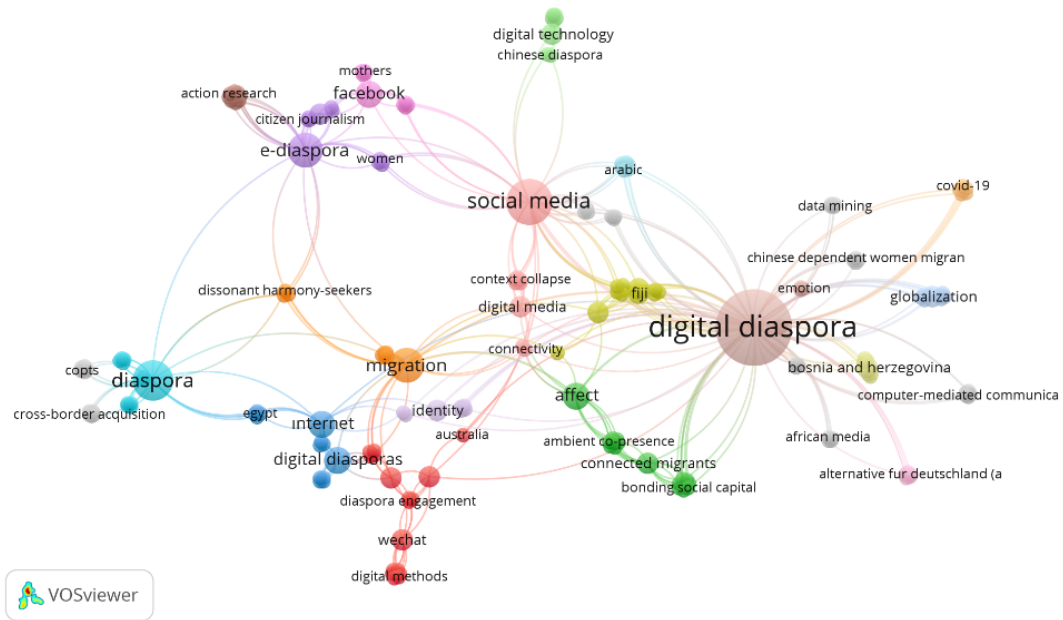 digital technology
chinese diaspora
mothers
facebook
action research
citizen journalism
e-diaspora
women
arabic
covid-19
social media
data mining
chinese dependent women migran
context collapse
dissonant harmony-seekers
fiji
emotion
globalization
digital media
digital diaspora
connectivity
migration
bosnia and herzegovina
copts
diaspora
computer-mediated communica
affect
cross-border acquisition
egypt
internet
identity
australia
ambient co-presence
african media
digital diasporas
connected migrants
alternative fur deutschland (a
bonding social capital
diaspora engagement
wechat
digital methods
VOSviewer